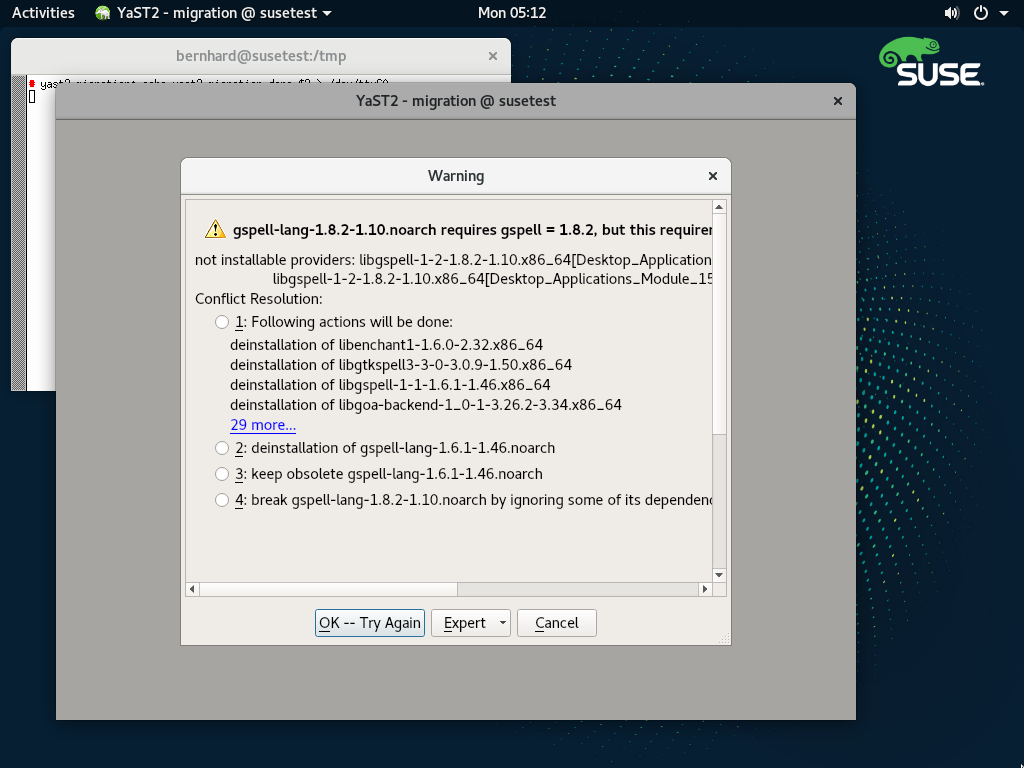 Activities YaST2 - migration @ susetest Mon 05:12
bernhard@susetest:/tmp
SUSE
YaST2 - migration @ susetest
Warning
gspell-lang-1.8.2-1.10.noarch requires gspell = 1.8.2, but this requirer
not installable providers: libgspell-1-2-1.8.2-1.10.x86_64[Desktop_Application
libgspell-1-2-1.8.2-1.10.x86_64[Desktop_Applications_Module_15
Conflict Resolution:
1: Following actions will be done:
deinstallation of libenchant1-1.6.0-2.32.x86_64
deinstallation of libgtkspell3-3-0-3.0.9-1.50.x86_64
deinstallation of libgspell-1-1-1.6.1-1.46.x86_64
deinstallation of libgoa-backend-1_0-1-3.26.2-3.34.x86_64
29 more...
2: deinstallation of gspell-lang-1.6.1-1.46.noarch
3: keep obsolete gspell-lang-1.6.1-1.46.noarch
4: break gspell-lang-1.8.2-1.10.noarch by ignoring some of its dependenc
OK -- Try Again Expert Cancel